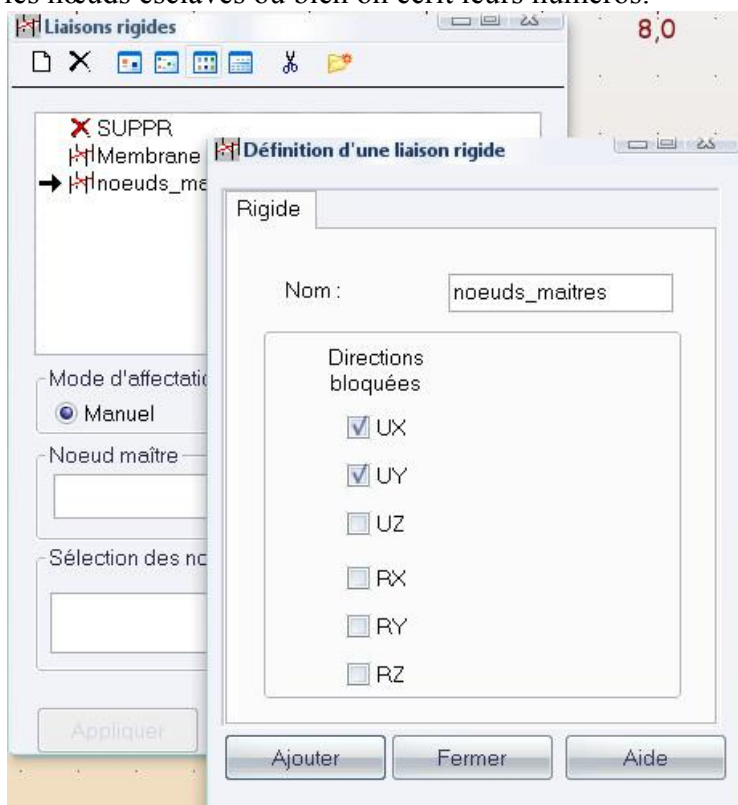 les nœuds esclaves ou bien on écrit leurs numéros.
Liaisons rigides
8,0
SUPPR
Membrane
noeuds_ma
Définition d'une liaison rigide
Rigide
Nom :
noeuds_maitres
Directions
bloquées
UX
UY
UZ
RX
RY
RZ
Mode d'affectatic
Manuel
Noeud maître
Sélection des no
Appliquer
Ajouter
Fermer
Aide